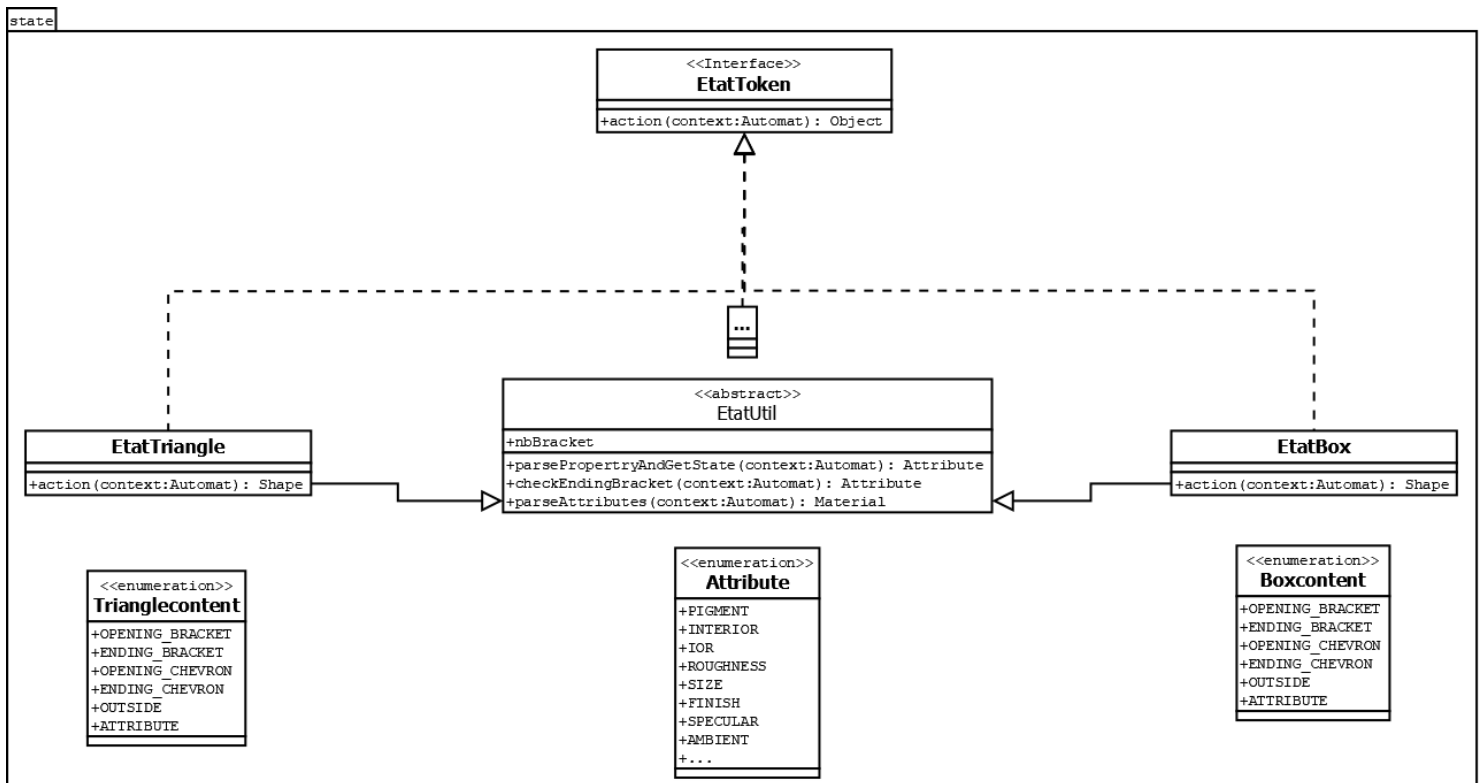 state
<<Interface>>
EtatToken
+action(context:Automat): Object
...
<<abstract>>
EtatUtil
+nbBracket
+parsePropertryAndGetState(context:Automat): Attribute
+checkEndingBracket(context:Automat): Attribute
+parseAttributes(context:Automat): Material
EtatTriangle
+action(context:Automat): Shape
EtatBox
+action(context:Automat): Shape
<<enumeration>>
Trianglecontent
+OPENING_BRACKET
+ENDING_BRACKET
+OPENING_CHEVRON
+ENDING_CHEVRON
+OUTSIDE
+ATTRIBUTE
<<enumeration>>
Attribute
+PIGMENT
+INTERIOR
+IOR
+ROUGHNESS
+SIZE
+FINISH
+SPECULAR
+AMBIENT
+...
<<enumeration>>
Boxcontent
+OPENING_BRACKET
+ENDING_BRACKET
+OPENING_CHEVRON
+ENDING_CHEVRON
+OUTSIDE
+ATTRIBUTE